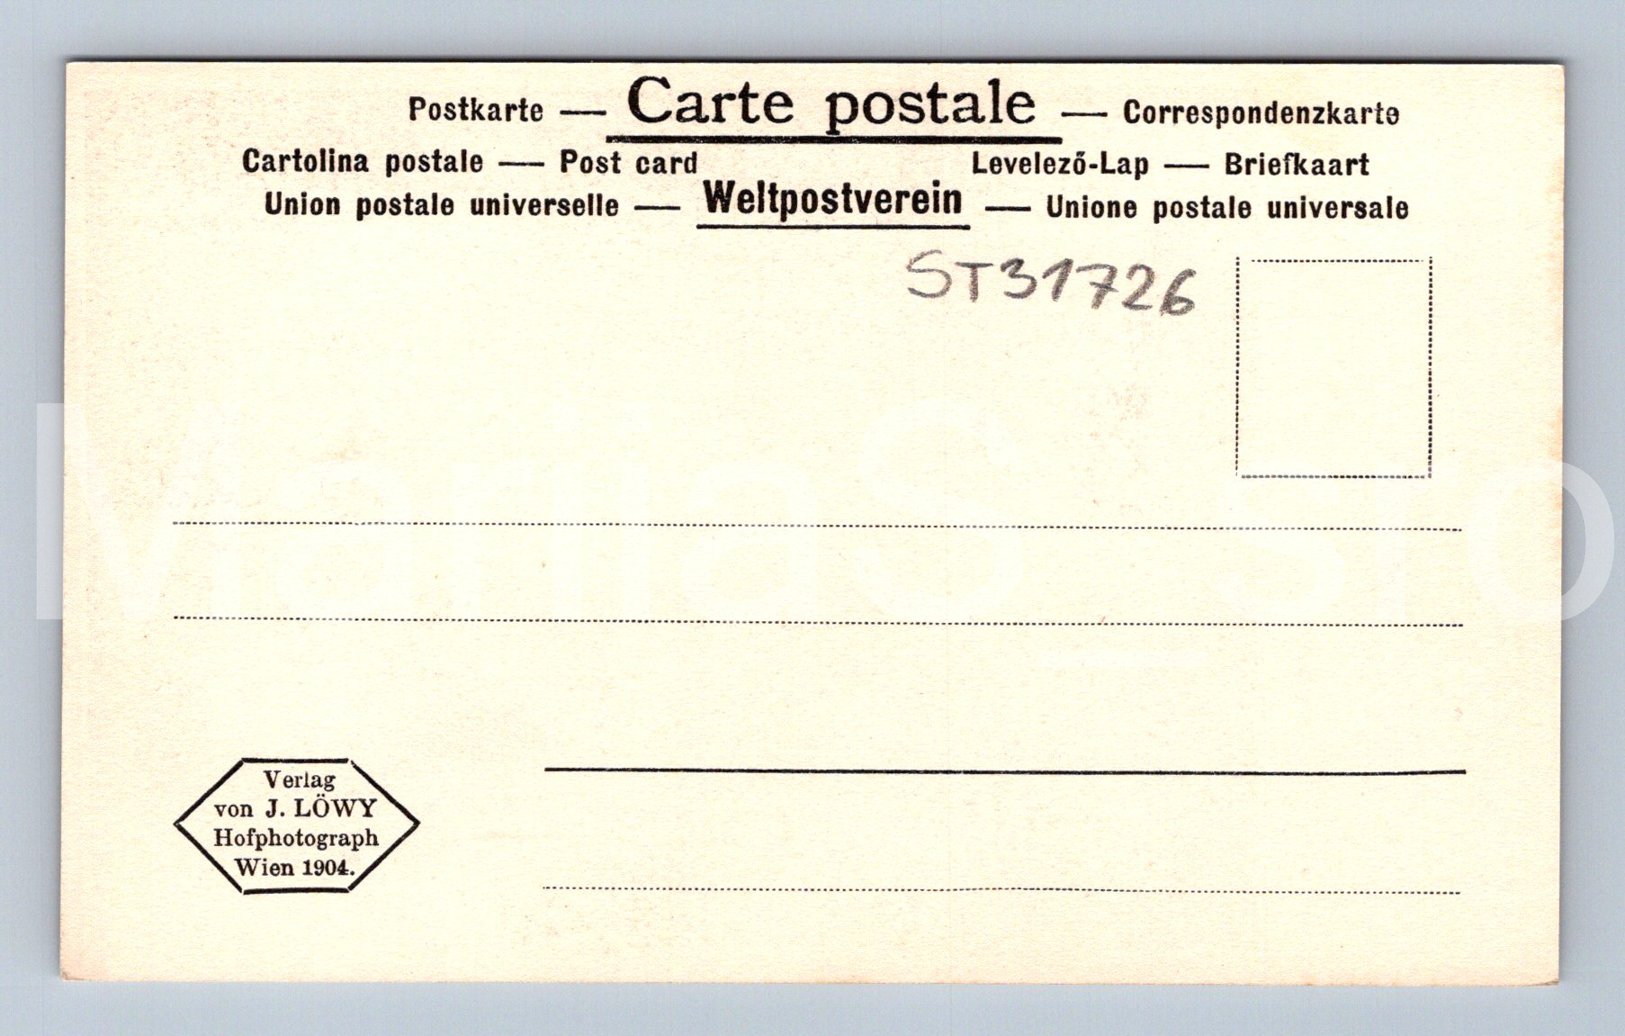 Postkarte — Carte postale — Correspondenzkarte
Cartolina postale — Post card Levelező-Lap — Briefkaart
Union postale universelle — Weltpostverein — Unione postale universale
ST31726
Verlag
von J. LÖWY
Hofphotograph
Wien 1904.